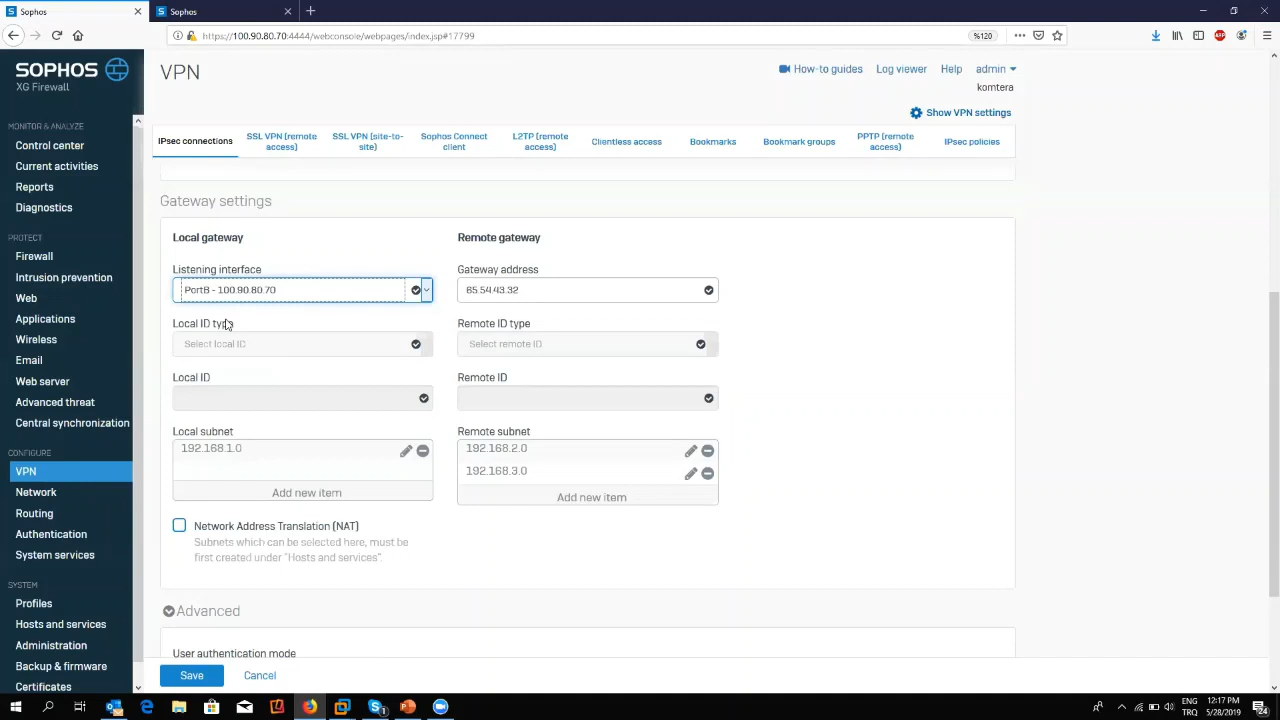 Sophos
Sophos
https://100.90.80.70:4444/webconsole/webpages/index.jsp#17799
%120
SOPHOS
XG Firewall
VPN
How-to guides
Log viewer
Help
admin
komtera
Show VPN settings
MONITOR & ANALYZE
Control center
Current activities
Reports
Diagnostics
PROTECT
Firewall
Intrusion prevention
Web
Applications
Wireless
Email
Web server
Advanced threat
Central synchronization
CONFIGURE
VPN
Network
Routing
Authentication
System services
SYSTEM
Profiles
Hosts and services
Administration
Backup & firmware
Certificates
IPsec connections
SSL VPN (remote
access)
SSL VPN (site-to-
site)
Sophos Connect
client
L2TP (remote
access)
Clientless access
Bookmarks
Bookmark groups
PPTP (remote
access)
IPsec policies
Gateway settings
Local gateway
Remote gateway
Listening interface
Gateway address
PortB - 100.90.80.70
65.54.43.32
Local ID type
Remote ID type
Select local ID
Select remote ID
Local ID
Remote ID
Local subnet
Remote subnet
192.168.1.0
192.168.2.0
192.168.3.0
Add new item
Add new item
Network Address Translation (NAT)
Subnets which can be selected here, must be
first created under "Hosts and services".
Advanced
User authentication mode
Save
Cancel
ENG
12:17 PM
TRQ
5/28/2019
24